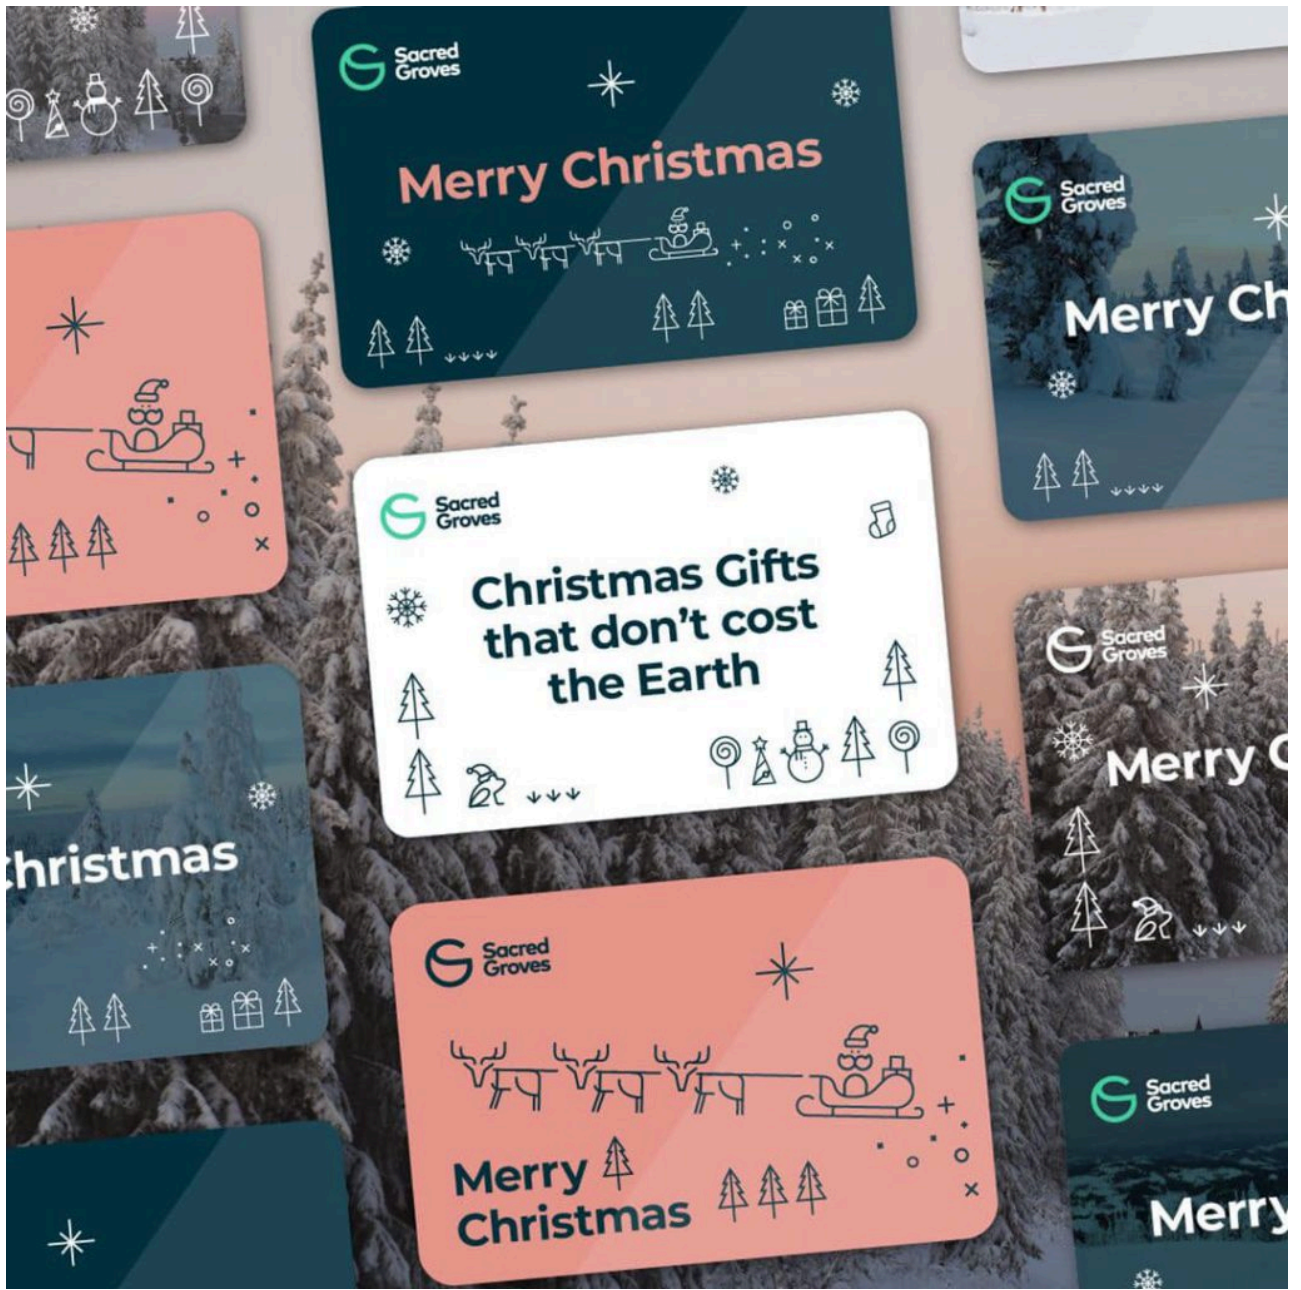 Sacred
Groves
Merry Christmas
Sacred
Groves
Merry Ch
Sacred
Groves
Christmas Gifts
that don't cost
the Earth
Sacred
Groves
Merry C
Christmas
Sacred
Groves
Merry
Christmas
Sacred
Groves
Merry